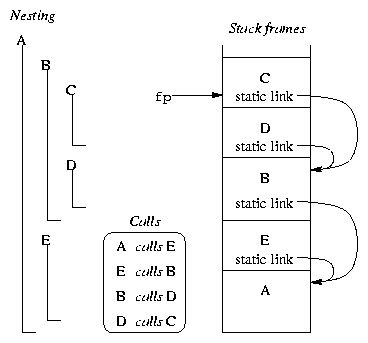 Nesting
A
B
C
D
E
Calls
A calls E
E calls B
B calls D
D calls C
Stack frames
fp
C
static link
D
static link
B
static link
E
static link
A